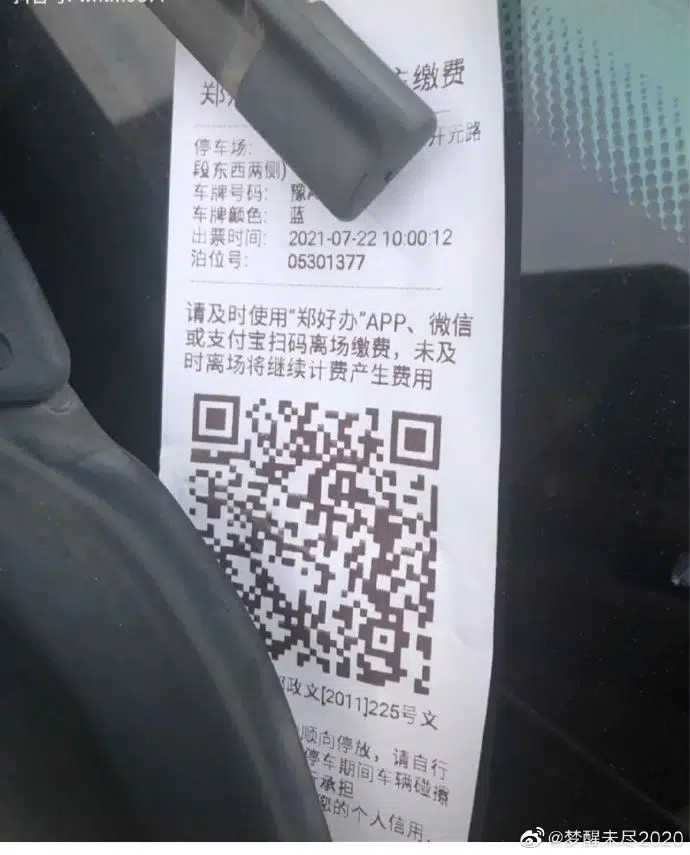 郑
缴费
停车场：
开元路
段东西两侧)
车牌号码： 豫A
车牌颜色： 蓝
出票时间： 2021-07-22 10:00:12
泊位号： 05301377
请及时使用"郑好办"APP、微信
或支付宝扫码离场缴费，未及
时离场将继续计费产生费用
政文[2011]225号文
顺向停放，请自行
停车期间车辆碰擦
承担
您的个人信用，
@梦醒未尽2020